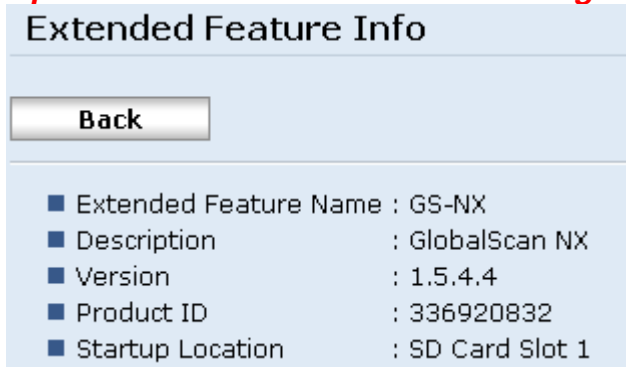 Extended Feature Info
Back
Extended Feature Name : GS-NX
Description : GlobalScan NX
Version : 1.5.4.4
Product ID : 336920832
Startup Location : SD Card Slot 1